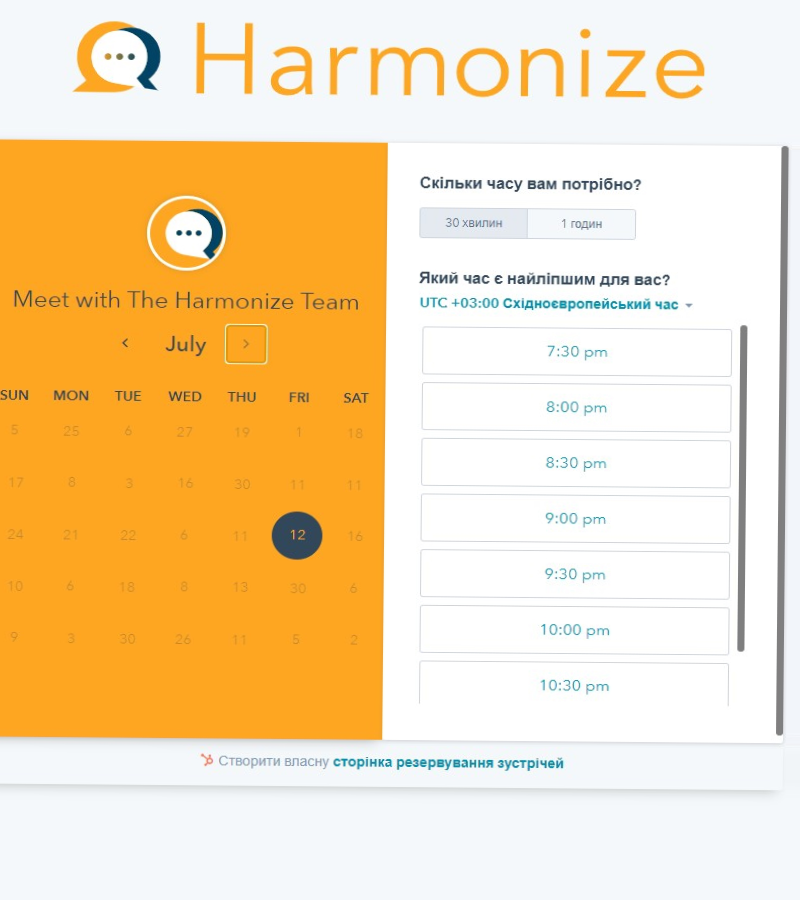 Harmonize
Meet with The Harmonize Team
July
SUN MON TUE WED THU FRI SAT
5 25 6 27 19 1 18
17 8 3 16 30 11 11
24 21 22 6 11 12 16
10 6 18 8 13 30 6
9 3 30 26 11 5 2
Скільки часу вам потрібно?
30 хвилин 1 годин
Який час є найліпшим для вас?
UTC +03:00 Східноєвропейський час
7:30 pm
8:00 pm
8:30 pm
9:00 pm
9:30 pm
10:00 pm
10:30 pm
Створити власну сторінка резервування зустрічей